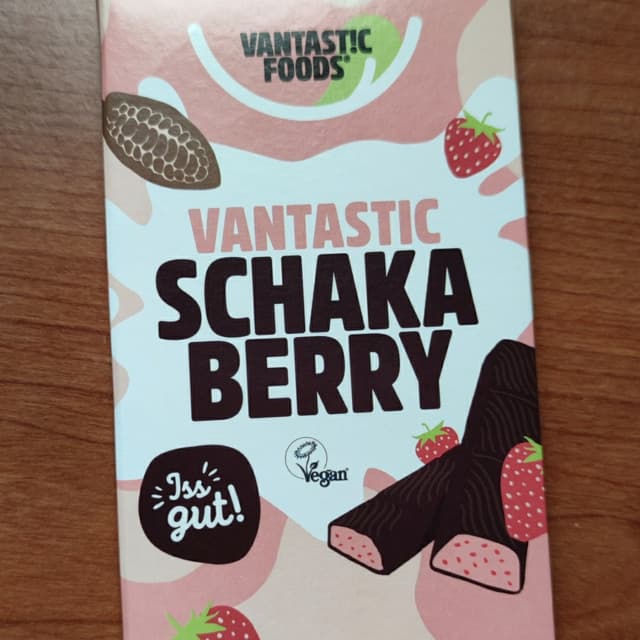 VANTASTIC
FOODS®
VANTASTIC
SCHAKA
BERRY
Vegan
Iss
gut!